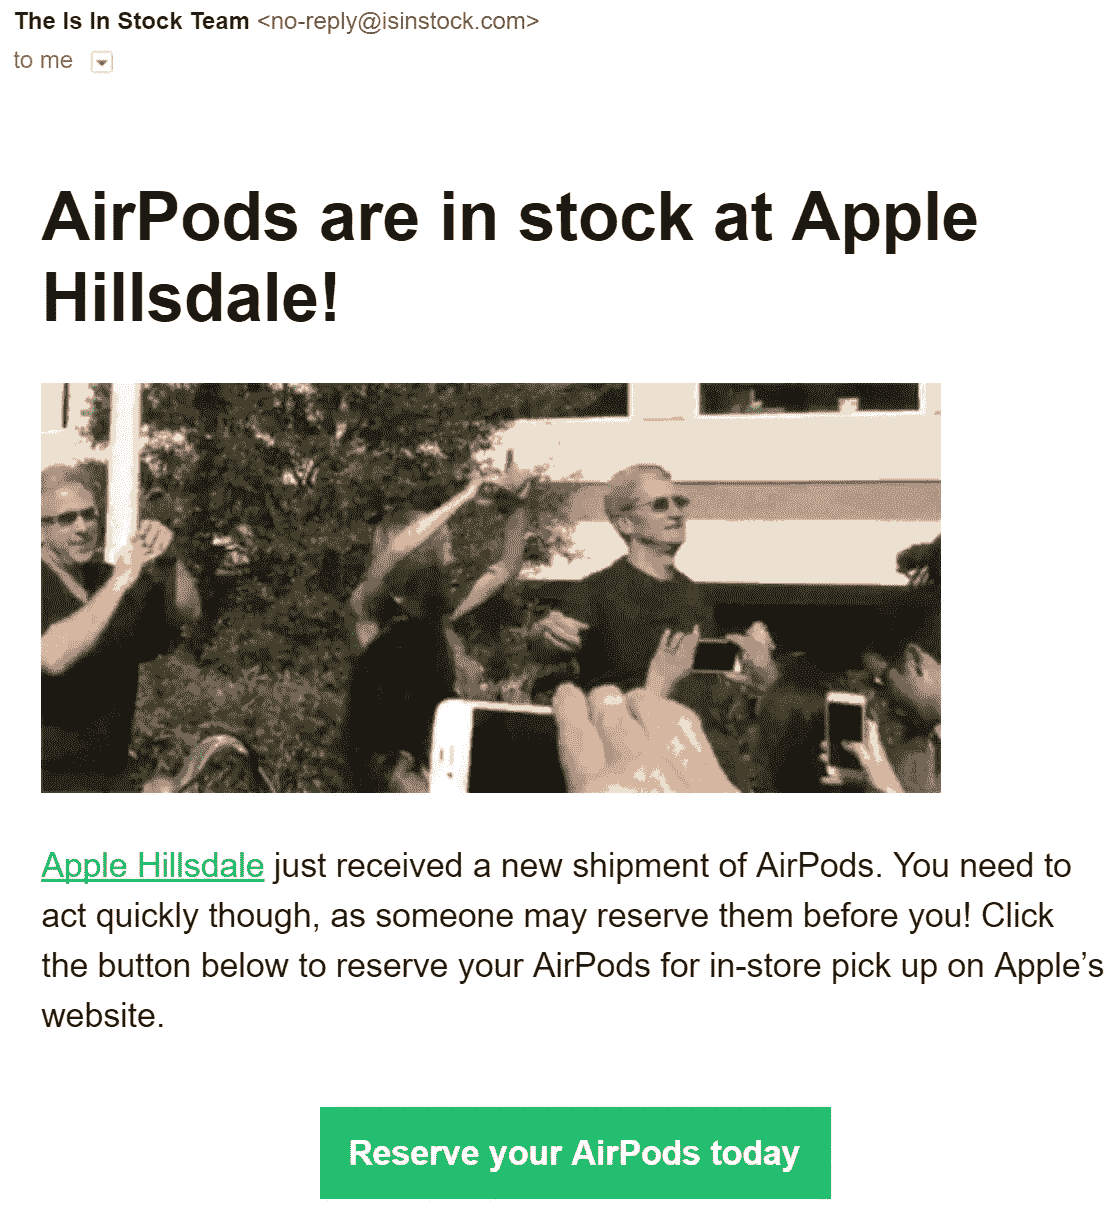 The Is In Stock Team <no-reply@isinstock.com>
to me
AirPods are in stock at Apple
Hillsdale!
Apple Hillsdale just received a new shipment of AirPods. You need to
act quickly though, as someone may reserve them before you! Click
the button below to reserve your AirPods for in-store pick up on Apple’s
website.
Reserve your AirPods today